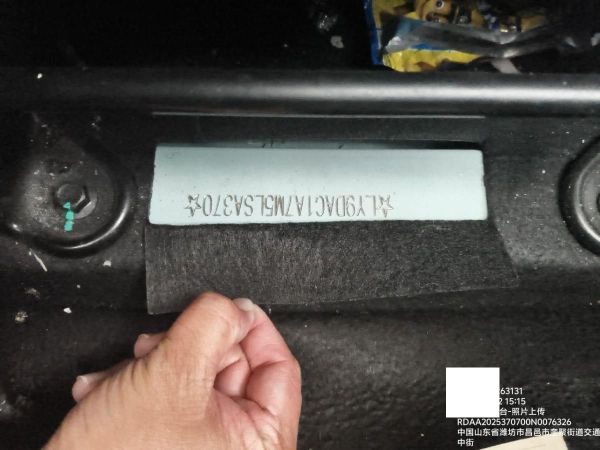 ☆LY9DAC1A7M5LSA370☆
63131
2 15:15
台-照片上传
RDAA2025370700N0076326
中国山东省潍坊市昌邑市奎聚街道交通
中街